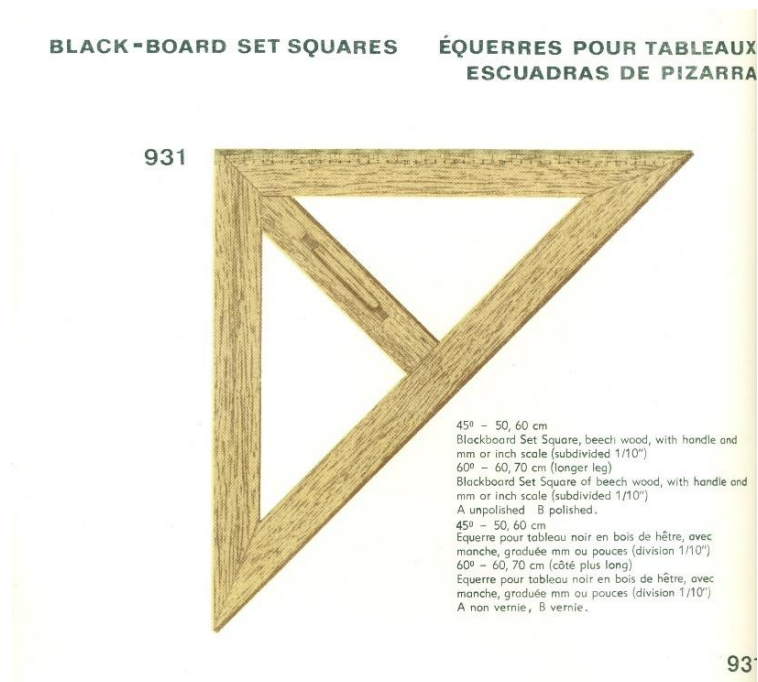 BLACK-BOARD SET SQUARES
ÉQUERRES POUR TABLEAUX
ESCUADRAS DE PIZARRA
931
45º - 50, 60 cm
Blackboard Set Square, beech wood, with handle and
mm or inch scale (subdivided 1/10")
60º - 60, 70 cm (longer leg)
Blackboard Set Square of beech wood, with handle and
mm or inch scale (subdivided 1/10")
A unpolished B polished.
45º - 50, 60 cm
Equerre pour tableau noir en bois de hêtre, avec
manche, graduée mm ou pouces (division 1/10")
60º - 60, 70 cm (côté plus long)
Equerre pour tableau noir en bois de hêtre, avec
manche, graduée mm ou pouces (division 1/10")
A non vernie, B vernie.
931